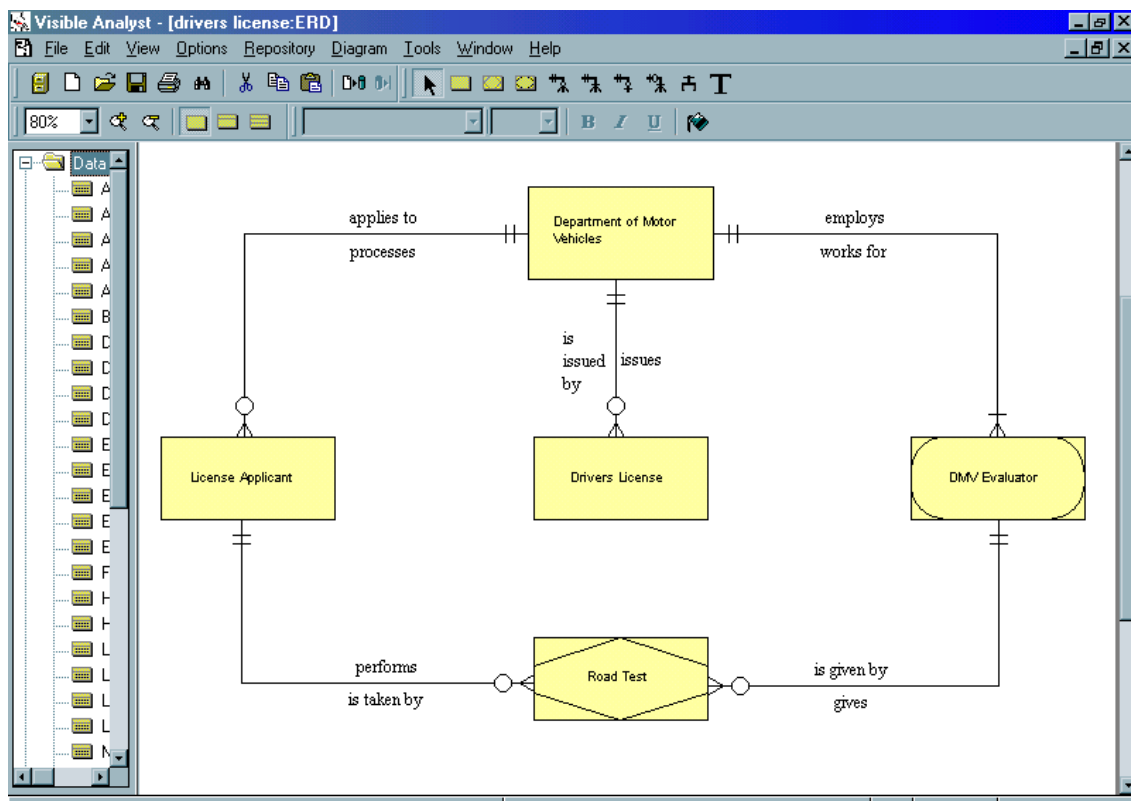 Visible Analyst - [drivers license:ERD]
File Edit View Options Repository Diagram Tools Window Help
T
80% B I U
Data
A
A
A
A
A
B
D
D
D
D
E
E
E
E
E
F
H
H
L
L
L
L
N
Department of Motor
Vehicles
applies to
processes
employs
works for
is
issued
by
issues
License Applicant
Drivers License
DMV Evaluator
performs
is taken by
Road Test
is given by
gives